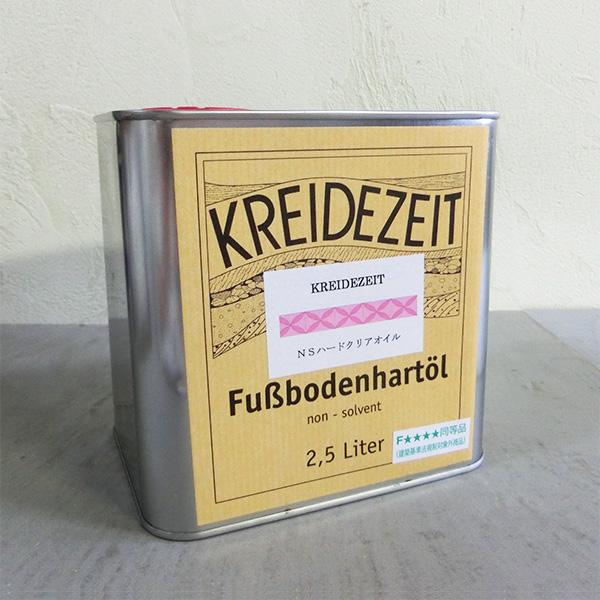 KREIDEZEIT
KREIDEZEIT
NSハードクリアオイル
Fußbodenhartöl
non - solvent
2,5 Liter
F★★★★同等品
(建築基準法規制対象外商品)